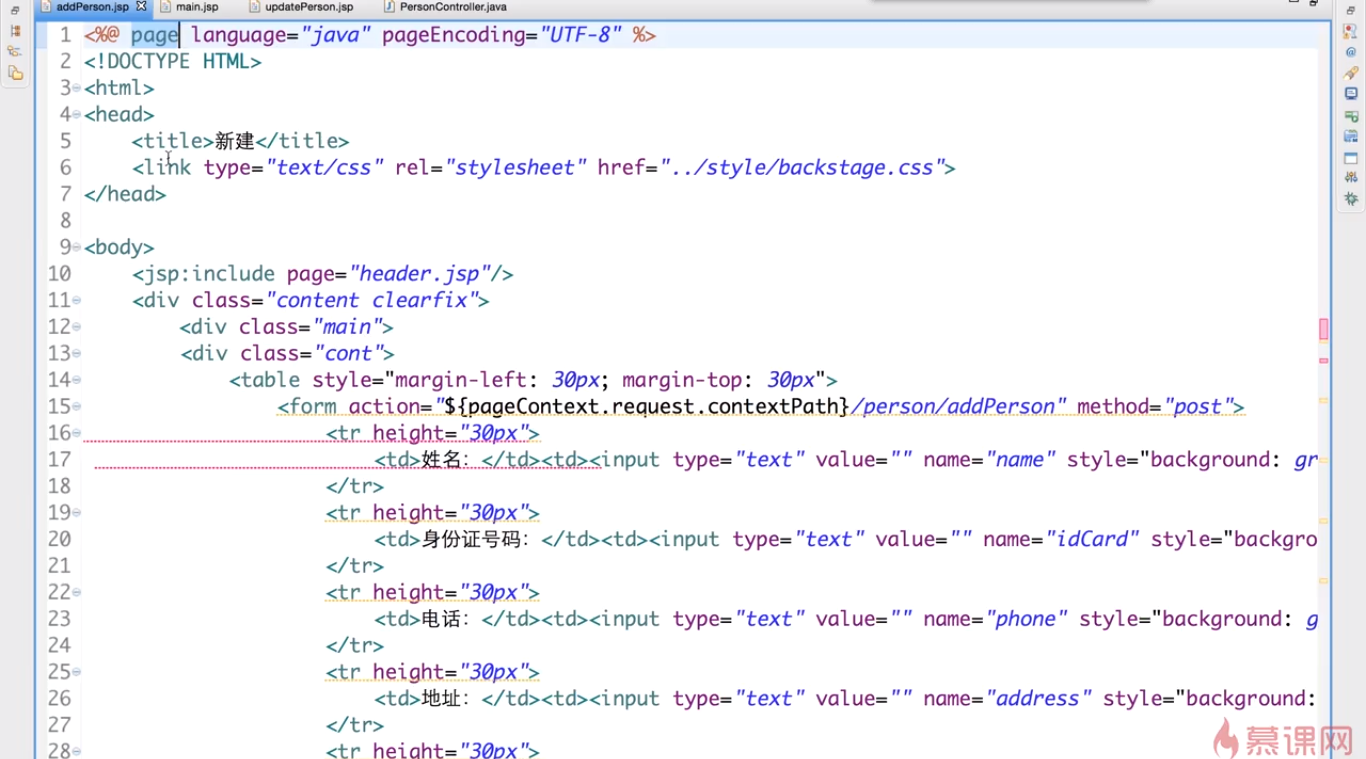 addPerson.jsp main.jsp updatePerson.jsp PersonController.java
1 <%@ page language="java" pageEncoding="UTF-8" %>
2 <!DOCTYPE HTML>
3 <html>
4 <head>
5 <title>新建</title>
6 <link type="text/css" rel="stylesheet" href="../style/backstage.css">
7 </head>
8
9 <body>
10 <jsp:include page="header.jsp"/>
11 <div class="content clearfix">
12 <div class="main">
13 <div class="cont">
14 <table style="margin-left: 30px; margin-top: 30px">
15 <form action="${pageContext.request.contextPath}/person/addPerson" method="post">
16 <tr height="30px">
17 <td>姓名：</td><td><input type="text" value="" name="name" style="background: gr
18 </tr>
19 <tr height="30px">
20 <td>身份证号码：</td><td><input type="text" value="" name="idCard" style="backgro
21 </tr>
22 <tr height="30px">
23 <td>电话：</td><td><input type="text" value="" name="phone" style="background: g
24 </tr>
25 <tr height="30px">
26 <td>地址：</td><td><input type="text" value="" name="address" style="background:
27 </tr>
28 <tr height="30px">
慕课网